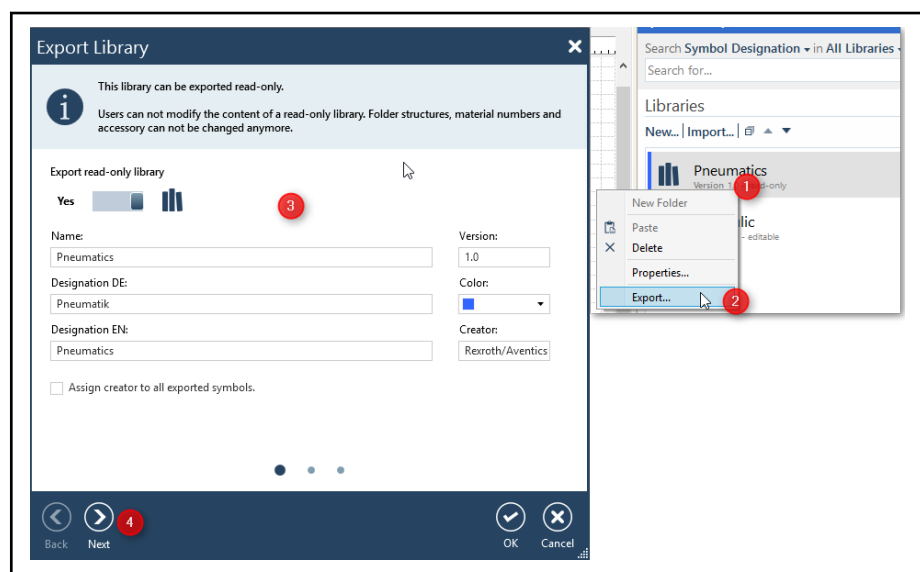 Export Library
This library can be exported read-only.
Users can not modify the content of a read-only library. Folder structures, material numbers and
accessory can not be changed anymore.
Export read-only library
Yes
3
Name:
Version:
Pneumatics
1.0
Designation DE:
Color:
Pneumatik
Designation EN:
Creator:
Pneumatics
Rexroth/Aventics
Assign creator to all exported symbols.
4
Back
Next
OK
Cancel
Search Symbol Designation in All Libraries
Search for...
Libraries
New... Import...
Pneumatics
1
Version
d-only
New Folder
Paste
Delete
Properties...
Export...
2
lic
– editable